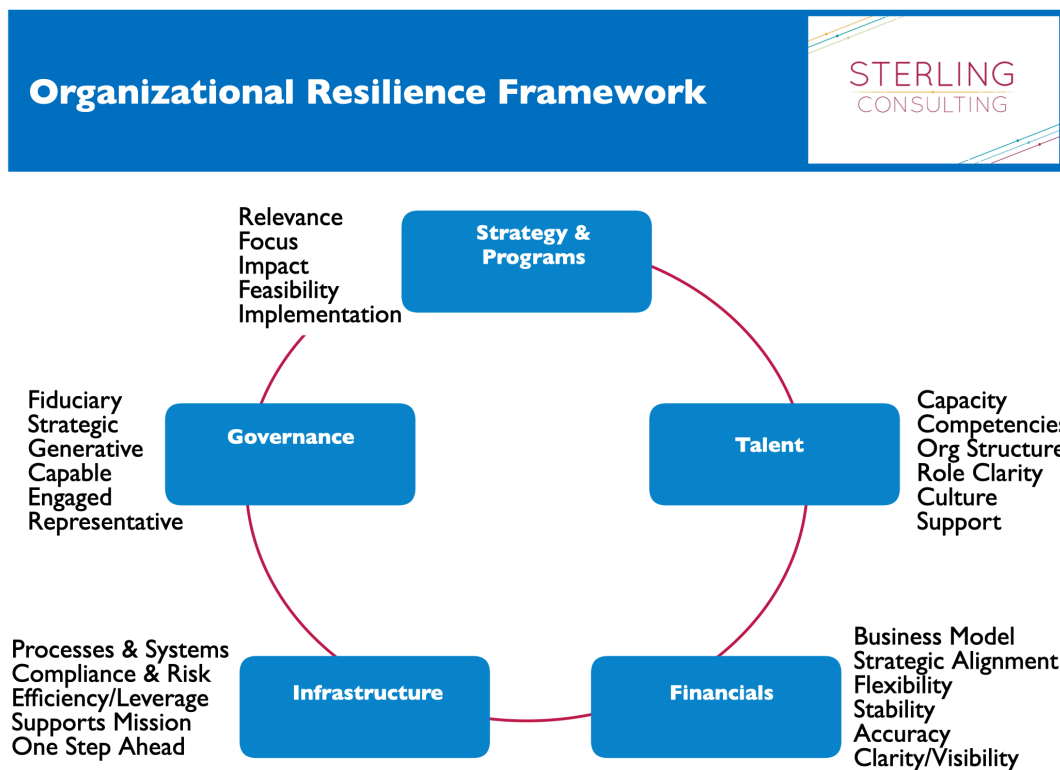 Organizational Resilience Framework
STERLING
CONSULTING
Relevance
Focus
Impact
Feasibility
Implementation
Strategy &
Programs
Fiduciary
Strategic
Generative
Capable
Engaged
Representative
Governance
Talent
Capacity
Competencies
Org Structure
Role Clarity
Culture
Support
Processes & Systems
Compliance & Risk
Efficiency/Leverage
Supports Mission
One Step Ahead
Infrastructure
Financials
Business Model
Strategic Alignment
Flexibility
Stability
Accuracy
Clarity/Visibility